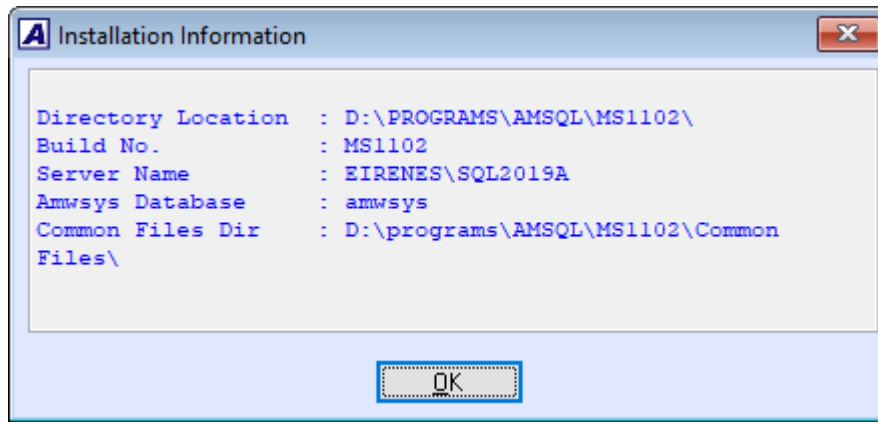 A Installation Information
Directory Location : D:\PROGRAMS\AMSQL\MS1102\
Build No. : MS1102
Server Name : EIRENES\SQL2019A
Amwsys Database : amwsys
Common Files Dir : D:\programs\AMSQL\MS1102\Common
Files\
OK